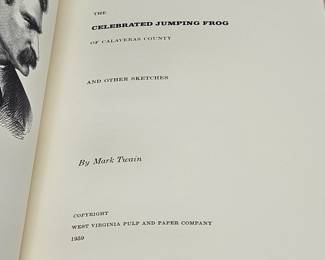 THE
CELEBRATED JUMPING FROG
OF CALAVERAS COUNTY
AND OTHER SKETCHES
By Mark Twain
COPYRIGHT
WEST VIRGINIA PULP AND PAPER COMPANY
1959